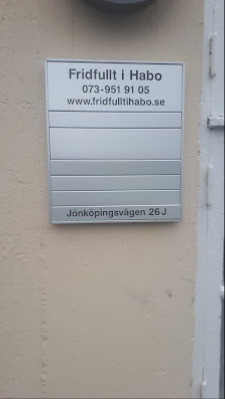 Fridfullt i Habo
073-951 91 05
www.fridfulltihabo.se
Jönköpingsvägen 26 J